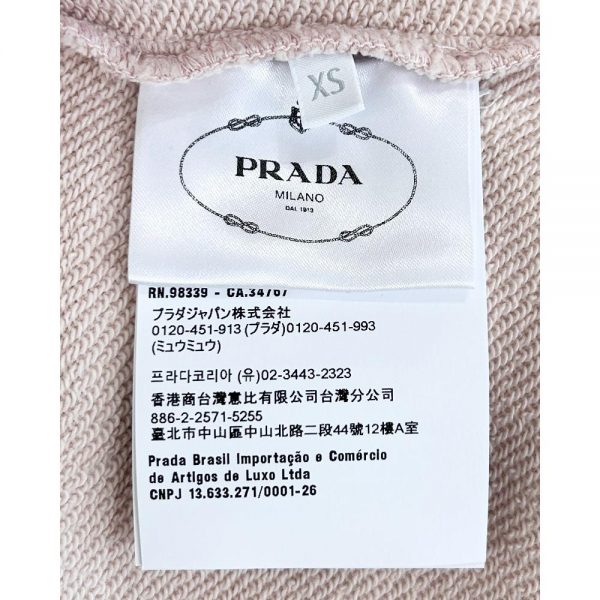 XS
PRADA
MILANO
DAL 1913
RN.98339 - CA.34767
プラダジャパン株式会社
0120-451-913 (プラダ)0120-451-993
(ミュウミュウ)
프라다코리아 (유)02-3443-2323
香港商台灣意比有限公司台灣分公司
886-2-2571-5255
臺北市中山區中山北路二段44號12樓A室
Prada Brasil Importação e Comércio
de Artigos de Luxo Ltda
CNPJ 13.633.271/0001-26